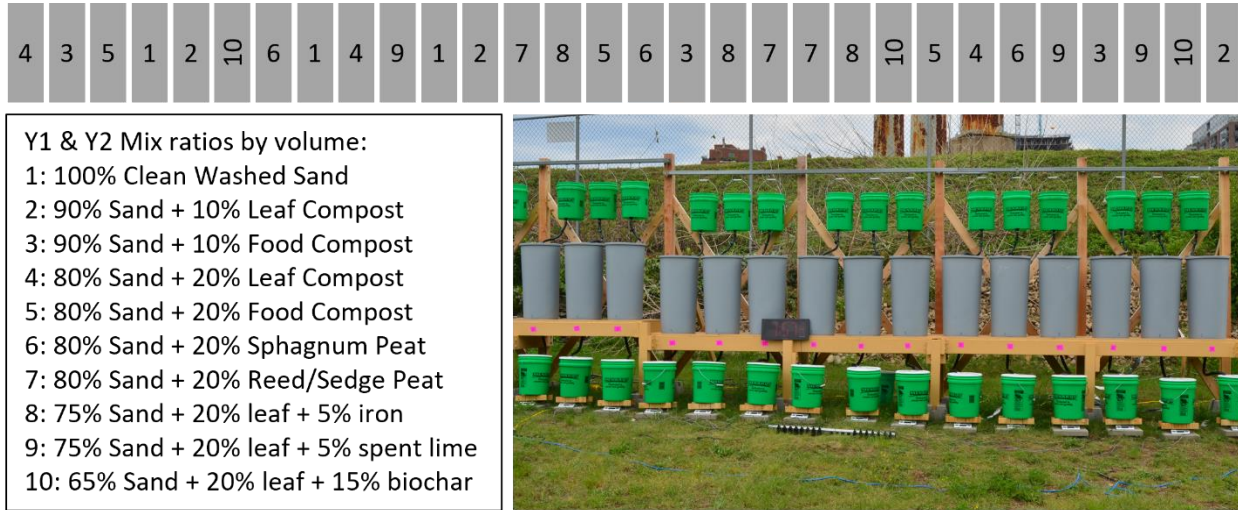 4 3 5 1 2 10 6 1 4 9 1 2 7 8 5 6 3 8 7 7 8 10 5 4 6 9 3 9 10 2
Y1 & Y2 Mix ratios by volume:
1: 100% Clean Washed Sand
2: 90% Sand + 10% Leaf Compost
3: 90% Sand + 10% Food Compost
4: 80% Sand + 20% Leaf Compost
5: 80% Sand + 20% Food Compost
6: 80% Sand + 20% Sphagnum Peat
7: 80% Sand + 20% Reed/Sedge Peat
8: 75% Sand + 20% leaf + 5% iron
9: 75% Sand + 20% leaf + 5% spent lime
10: 65% Sand + 20% leaf + 15% biochar